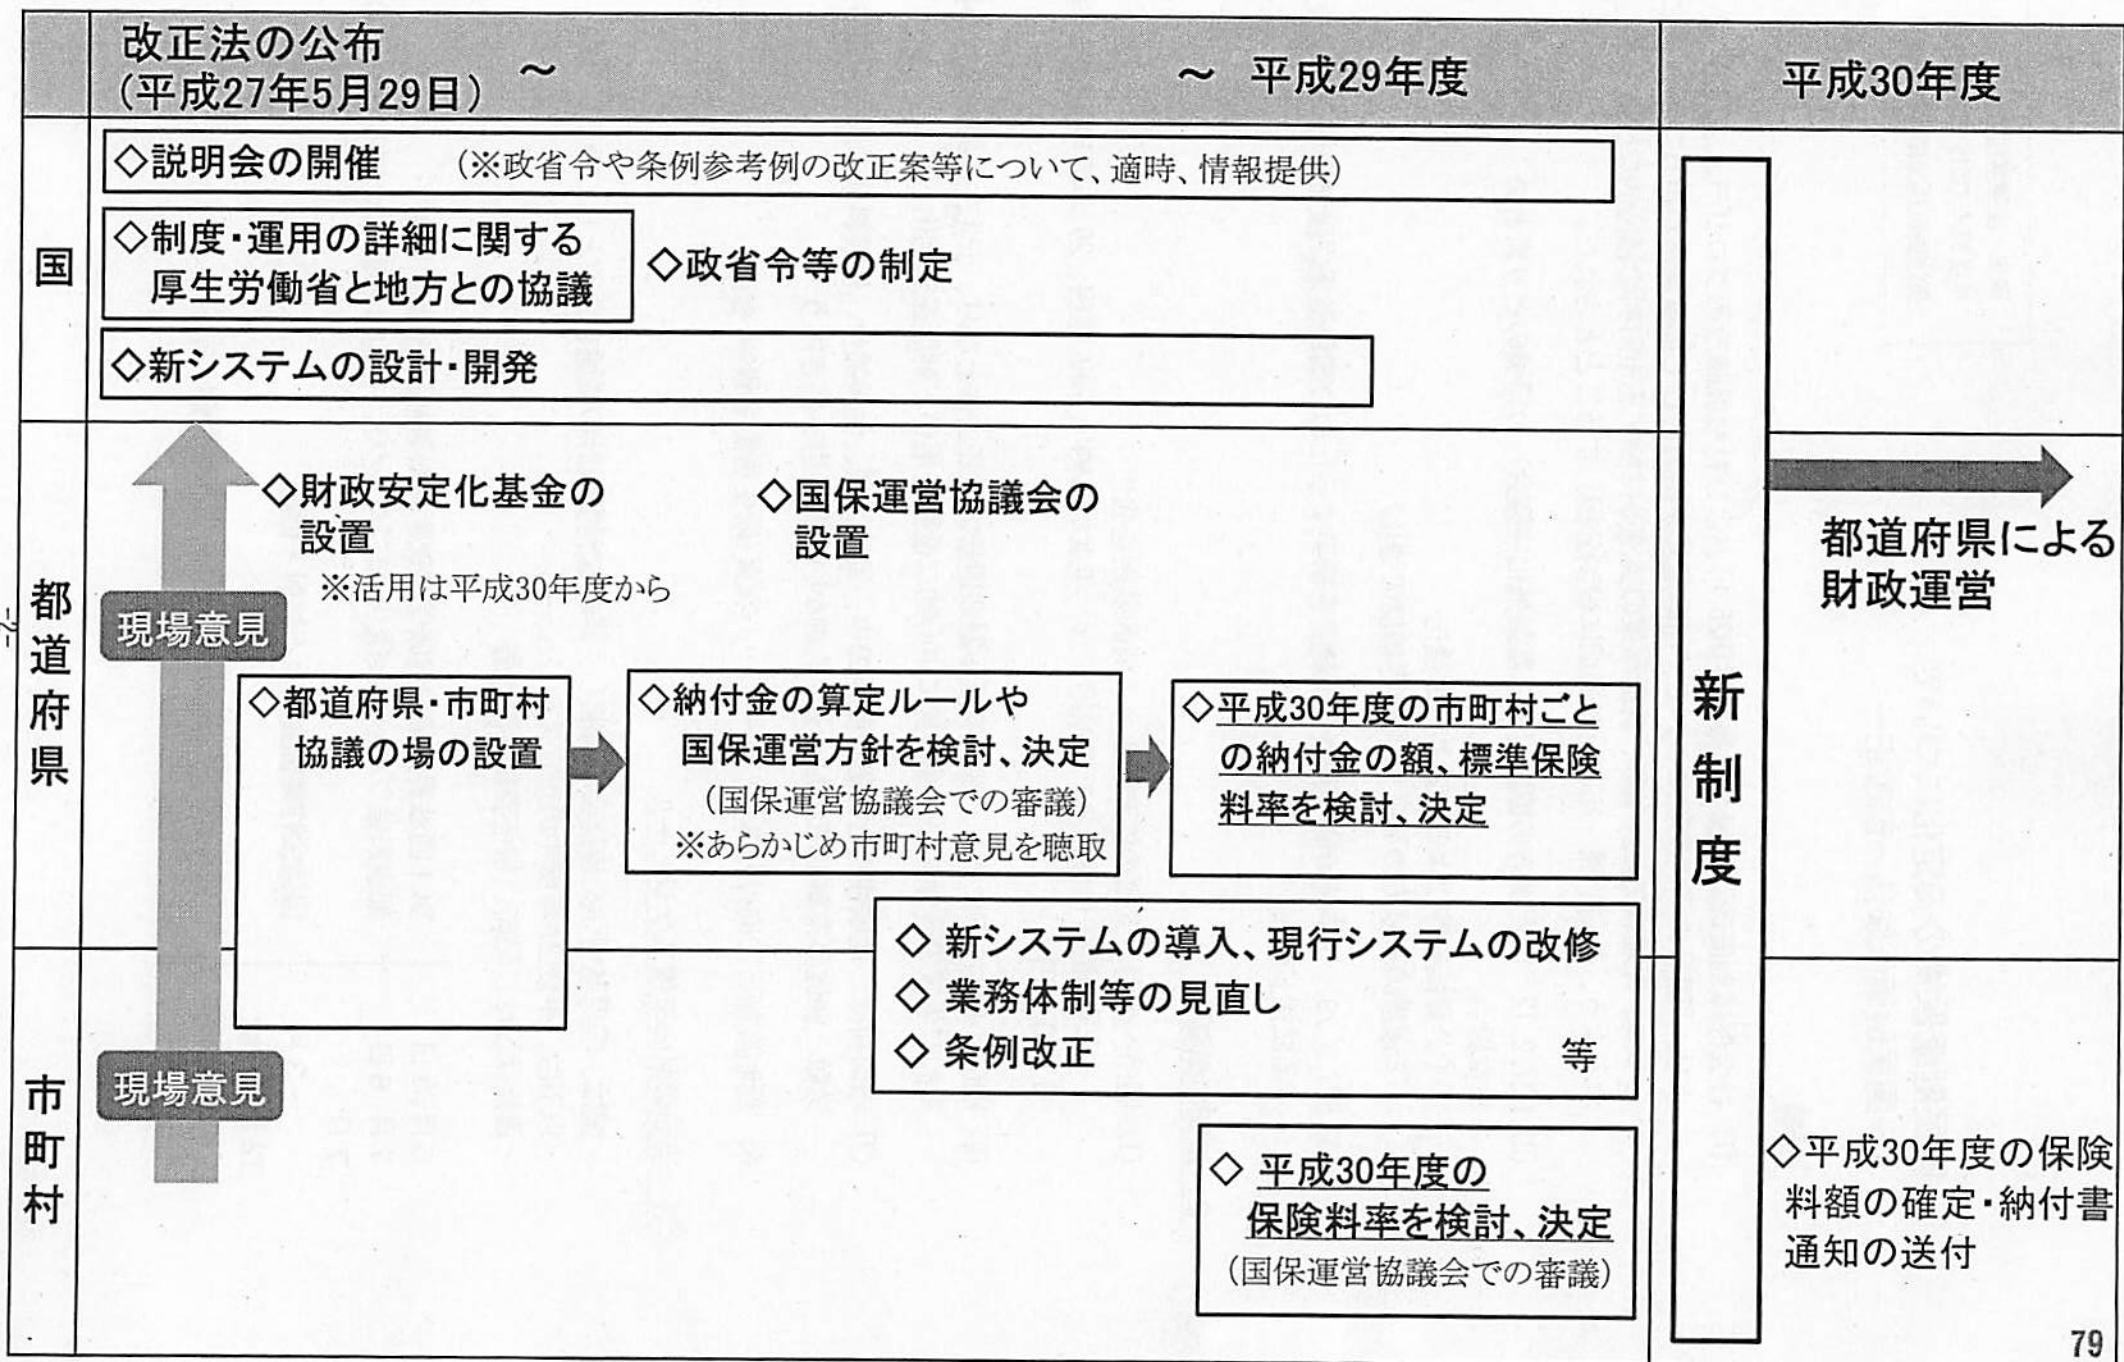 改正法の公布
(平成27年5月29日) ～
～ 平成29年度
平成30年度
国
◇説明会の開催 (※政省令や条例参考例の改正案等について、適時、情報提供)
◇制度・運用の詳細に関する
厚生労働省と地方との協議
◇政省令等の制定
◇新システムの設計・開発
都道府県
現場意見
◇財政安定化基金の
設置
※活用は平成30年度から
◇国保運営協議会の
設置
◇都道府県・市町村
協議の場の設置
◇納付金の算定ルールや
国保運営方針を検討、決定
(国保運営協議会での審議)
※あらかじめ市町村意見を聴取
◇平成30年度の市町村ごと
の納付金の額、標準保険
料率を検討、決定
新制度
都道府県による
財政運営
◇ 新システムの導入、現行システムの改修
◇ 業務体制等の見直し
◇ 条例改正 等
市町村
現場意見
◇ 平成30年度の
保険料率を検討、決定
(国保運営協議会での審議)
◇平成30年度の保険
料額の確定・納付書
通知の送付
79